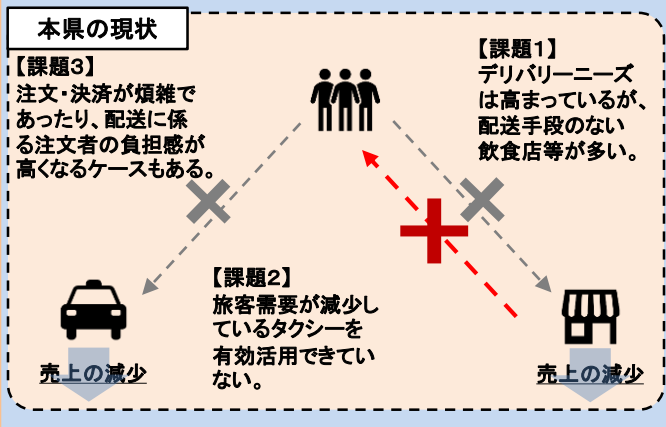 本県の現状
【課題3】
注文・決済が煩雑で
あったり、配送に係
る注文者の負担感が
高くなるケースもある。
【課題1】
デリバリーニーズ
は高まっているが、
配送手段のない
飲食店等が多い。
【課題2】
旅客需要が減少し
ているタクシーを
有効活用できてい
ない。
売上の減少
売上の減少